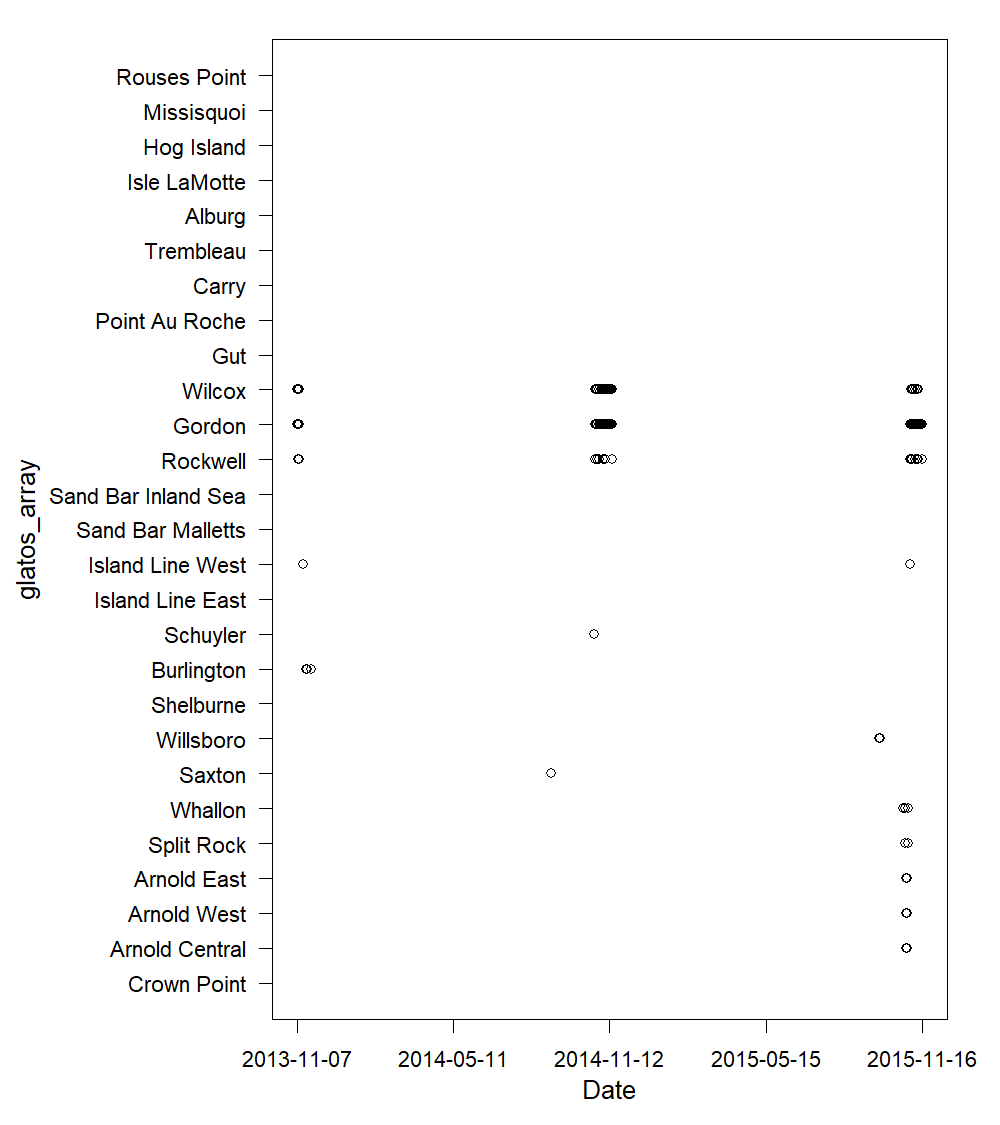 Rouses Point
Missisquoi
Hog Island
Isle LaMotte
Alburg
Trembleau
Carry
Point Au Roche
Gut
Wilcox
Gordon
Rockwell
Sand Bar Inland Sea
Sand Bar Malletts
Island Line West
Island Line East
Schuyler
Burlington
Shelburne
Willsboro
Saxton
Whallon
Split Rock
Arnold East
Arnold West
Arnold Central
Crown Point
glatos_array
2013-11-07 2014-05-11 2014-11-12 2015-05-15 2015-11-16
Date